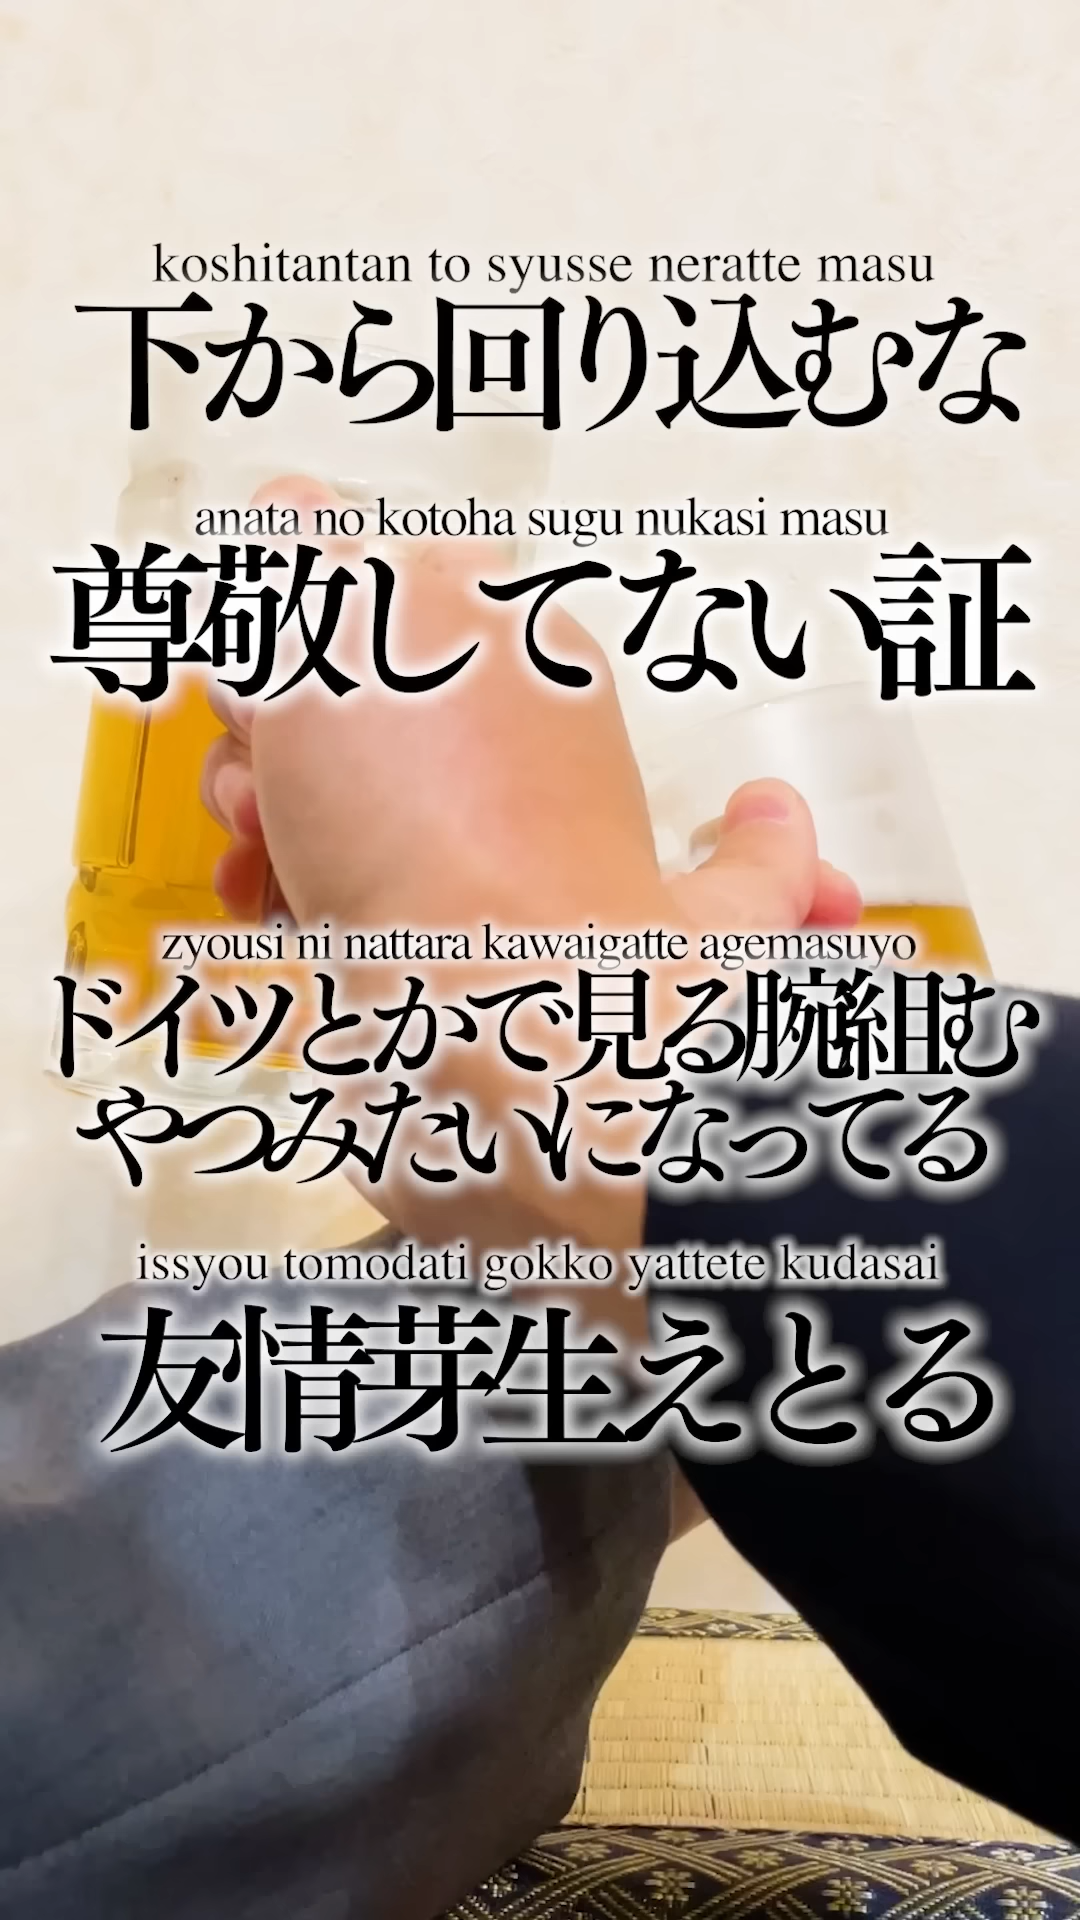 koshitantan to syusse neratte masu
下から回り込むな
anata no kotoha sugu nukasi masu
尊敬してない証
zyousi ni nattara kawaigatte agemasuyo
ドイツとかで見る腕組む
やつみたいになってる
issyou tomodati gokko yattete kudasai
友情芽生えとる